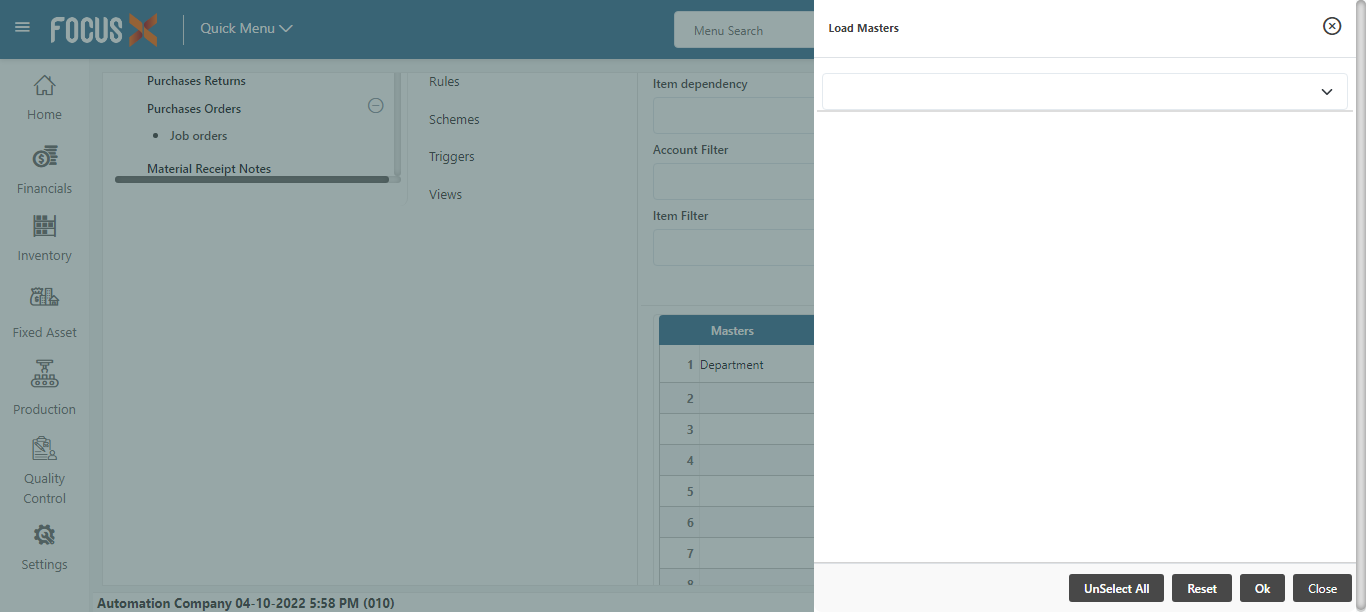 FOCUS X
Quick Menu
Menu Search
Load Masters
Home
Financials
Inventory
Fixed Asset
Production
Quality
Control
Settings
Purchases Returns
Purchases Orders
Job orders
Material Receipt Notes
Rules
Schemes
Triggers
Views
Item dependency
Account Filter
Item Filter
Masters
1 Department
2
3
4
5
6
7
8
UnSelect All
Reset
Ok
Close
Automation Company 04-10-2022 5:58 PM (010)